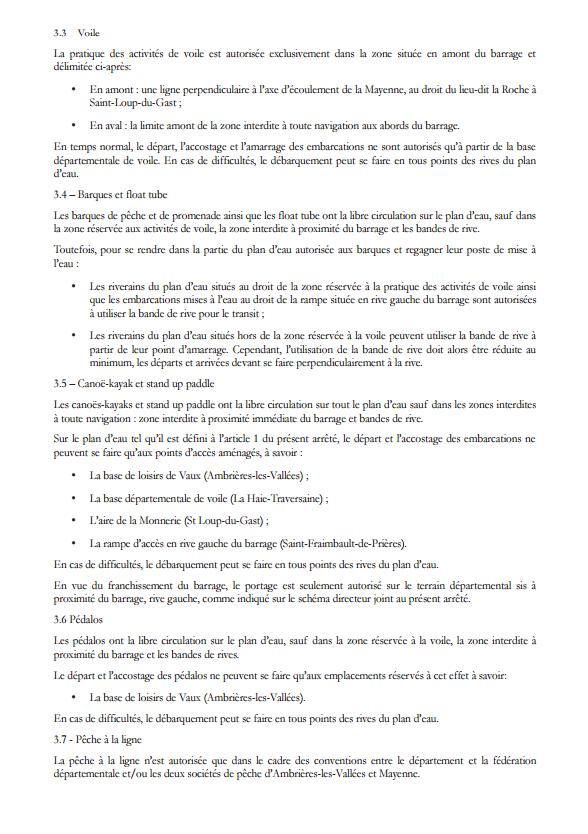 3.3 Voile
La pratique des activités de voile est autorisée exclusivement dans la zone située en amont du barrage et
délimitée ci-après:
• En amont : une ligne perpendiculaire à l'axe d'écoulement de la Mayenne, au droit du lieu-dit la Roche à
Saint-Loup-du-Gast ;
• En aval : la limite amont de la zone interdite à toute navigation aux abords du barrage.
En temps normal, le départ, l'accostage et l'amarrage des embarcations ne sont autorisés qu'à partir de la base
départementale de voile. En cas de difficultés, le débarquement peut se faire en tous points des rives du plan
d'eau.
3.4 – Barques et float tube
Les barques de pêche et de promenade ainsi que les float tube ont la libre circulation sur le plan d'eau, sauf dans
la zone réservée aux activités de voile, la zone interdite à proximité du barrage et les bandes de rive.
Toutefois, pour se rendre dans la partie du plan d'eau autorisée aux barques et regagner leur poste de mise à
l'eau :
• Les riverains du plan d'eau situés au droit de la zone réservée à la pratique des activités de voile ainsi
que les embarcations mises à l'eau au droit de la rampe située en rive gauche du barrage sont autorisées
à utiliser la bande de rive pour le transit ;
• Les riverains du plan d'eau situés hors de la zone réservée à la voile peuvent utiliser la bande de rive à
partir de leur point d'amarrage. Cependant, l'utilisation de la bande de rive doit alors être réduite au
minimum, les départs et arrivées devant se faire perpendiculairement à la rive.
3.5 – Canoë-kayak et stand up paddle
Les canoës-kayaks et stand up paddle ont la libre circulation sur tout le plan d'eau sauf dans les zones interdites
à toute navigation : zone interdite à proximité immédiate du barrage et bandes de rive.
Sur le plan d'eau tel qu'il est défini à l'article 1 du présent arrêté, le départ et l'accostage des embarcations ne
peuvent se faire qu'aux points d'accès aménagés, à savoir :
• La base de loisirs de Vaux (Ambrières-les-Vallées) ;
• La base départementale de voile (La Haie-Traversaine) ;
• L'aire de la Monnerie (St Loup-du-Gast) ;
• La rampe d'accès en rive gauche du barrage (Saint-Fraimbault-de-Prières).
En cas de difficultés, le débarquement peut se faire en tous points des rives du plan d'eau.
En vue du franchissement du barrage, le portage est seulement autorisé sur le terrain départemental sis à
proximité du barrage, rive gauche, comme indiqué sur le schéma directeur joint au présent arrêté.
3.6 Pédalos
Les pédalos ont la libre circulation sur le plan d'eau, sauf dans la zone réservée à la voile, la zone interdite à
proximité du barrage et les bandes de rives.
Le départ et l'accostage des pédalos ne peuvent se faire qu'aux emplacements réservés à cet effet à savoir:
• La base de loisirs de Vaux (Ambrières-les-Vallées).
En cas de difficultés, le débarquement peut se faire en tous points des rives du plan d'eau.
3.7 - Pêche à la ligne
La pêche à la ligne n'est autorisée que dans le cadre des conventions entre le département et la fédération
départementale et/ou les deux sociétés de pêche d'Ambrières-les-Vallées et Mayenne.